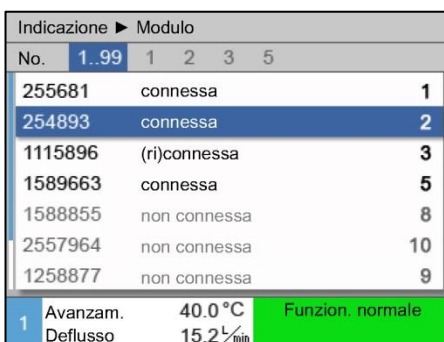 Indicazione ► Modulo
No. 1..99 1 2 3 5
255681 connessa 1
254893 connessa 2
1115896 (ri)connessa 3
1589663 connessa 5
1588855 non connessa 8
2557964 non connessa 10
1258877 non connessa 9
1 Avanzam. 40.0 °C Funzion. normale
Deflusso 15.2 L/min